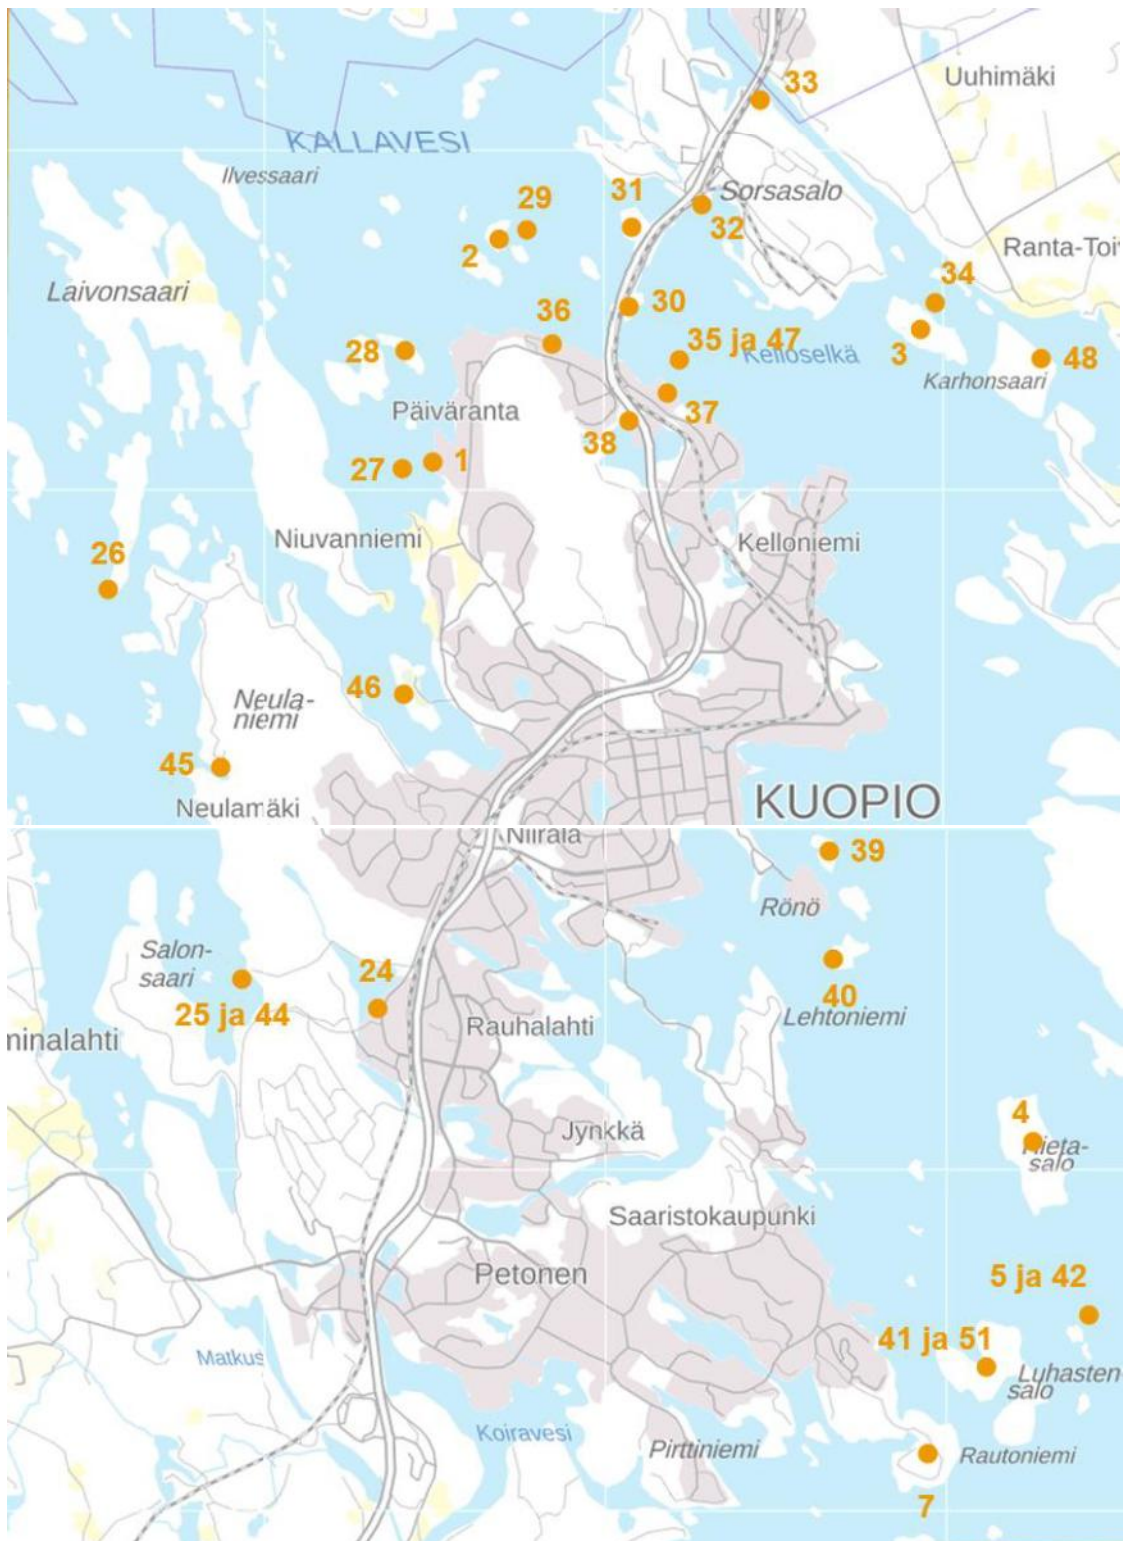 33
Uuhimäki
KALLAVESI
Ilvessaari
29
31
Sorsasalo
2
32
Ranta-Toiv
Laivonsaari
34
30
36
35 ja 47
28
Kelloselkä
3
48
Karhonsaari
Päiväranta
37
38
27
1
Niuvanniemi
Kelloniemi
26
46
Neula-
niemi
45
KUOPIO
Neulamäki
Niirala
39
Rönö
Salon-
saari
24
40
25 ja 44
Lehtoniemi
Rauhalahti
minalahti
4
Jynkkä
Hieta-
salo
Saaristokaupunki
Petonen
5 ja 42
41 ja 51
Matkus
Luhasten-
salo
Koiravesi
Pirttiniemi
Rautoniemi
7